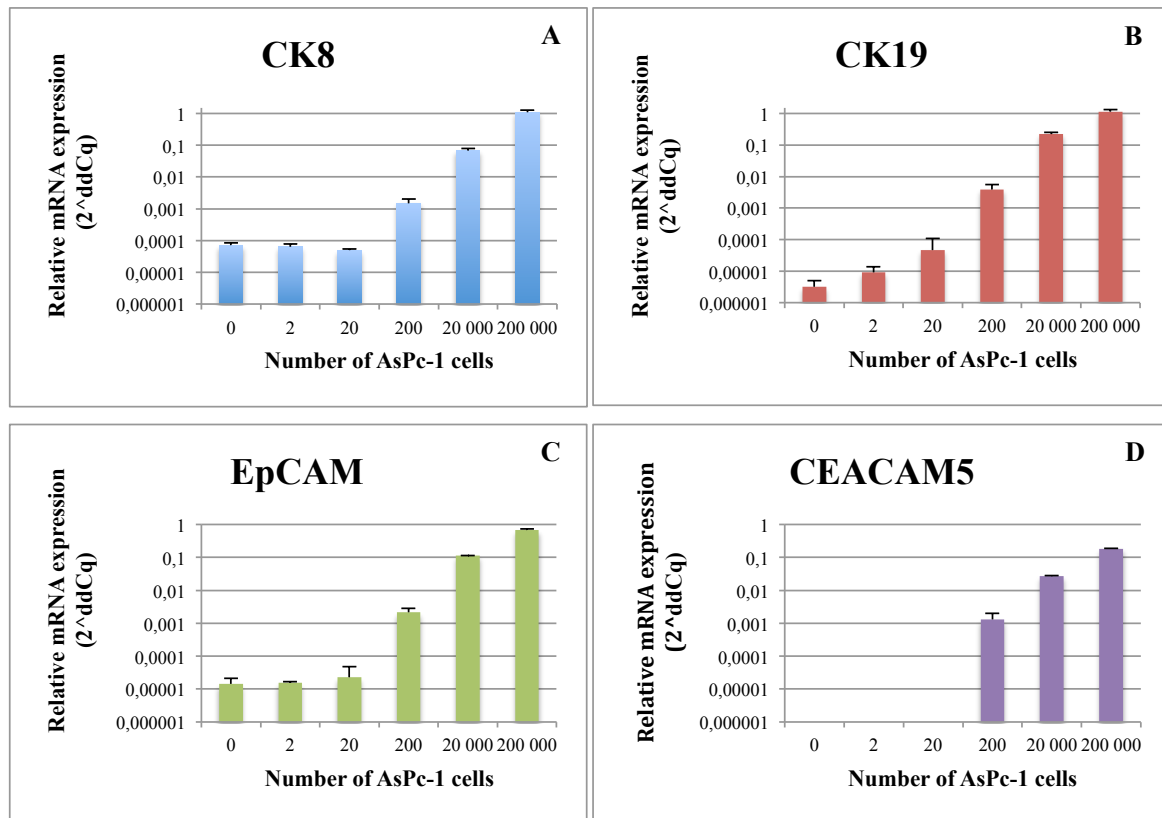 A
CK8
Relative mRNA expression
(2^ddCq)
1
0,1
0,01
0,001
0,0001
0,00001
0,000001
0 2 20 200 20 000 200 000
Number of AsPc-1 cells
B
CK19
Relative mRNA expression
(2^ddCq)
1
0,1
0,01
0,001
0,0001
0,00001
0,000001
0 2 20 200 20 000 200 000
Number of AsPc-1 cells
C
EpCAM
Relative mRNA expression
(2^ddCq)
1
0,1
0,01
0,001
0,0001
0,00001
0,000001
0 2 20 200 20 000 200 000
Number of AsPc-1 cells
D
CEACAM5
Relative mRNA expression
(2^ddCq)
1
0,1
0,01
0,001
0,0001
0,00001
0,000001
0 2 20 200 20 000 200 000
Number of AsPc-1 cells